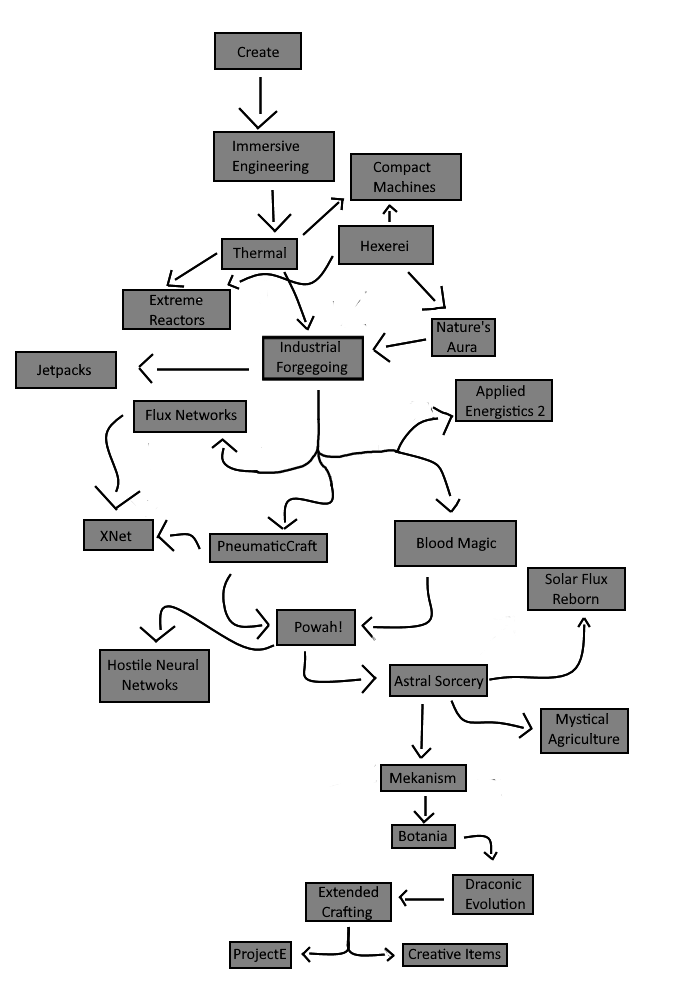 Create
Immersive
Engineering
Compact
Machines
Thermal
Hexerei
Extreme
Reactors
Nature's
Aura
Industrial
Forgegoing
Jetpacks
Applied
Energistics 2
Flux Networks
XNet
PneumaticCraft
Blood Magic
Solar Flux
Reborn
Powah!
Hostile Neural
Netwoks
Astral Sorcery
Mystical
Agriculture
Mekanism
Botania
Draconic
Evolution
Extended
Crafting
ProjectE
Creative Items